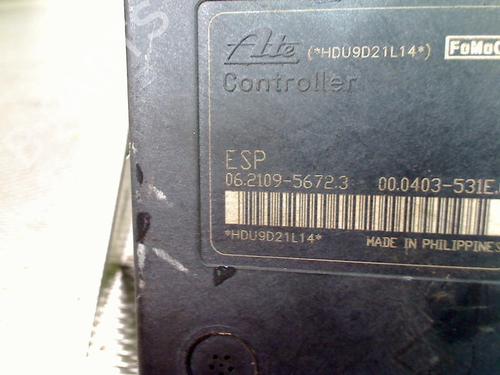 Ate (*HDU9D21L14*) FoMoC
Controller
ESP
06.2109-5672.3 00.0403-531E.
*HDU9D21L14* MADE IN PHILIPPINES